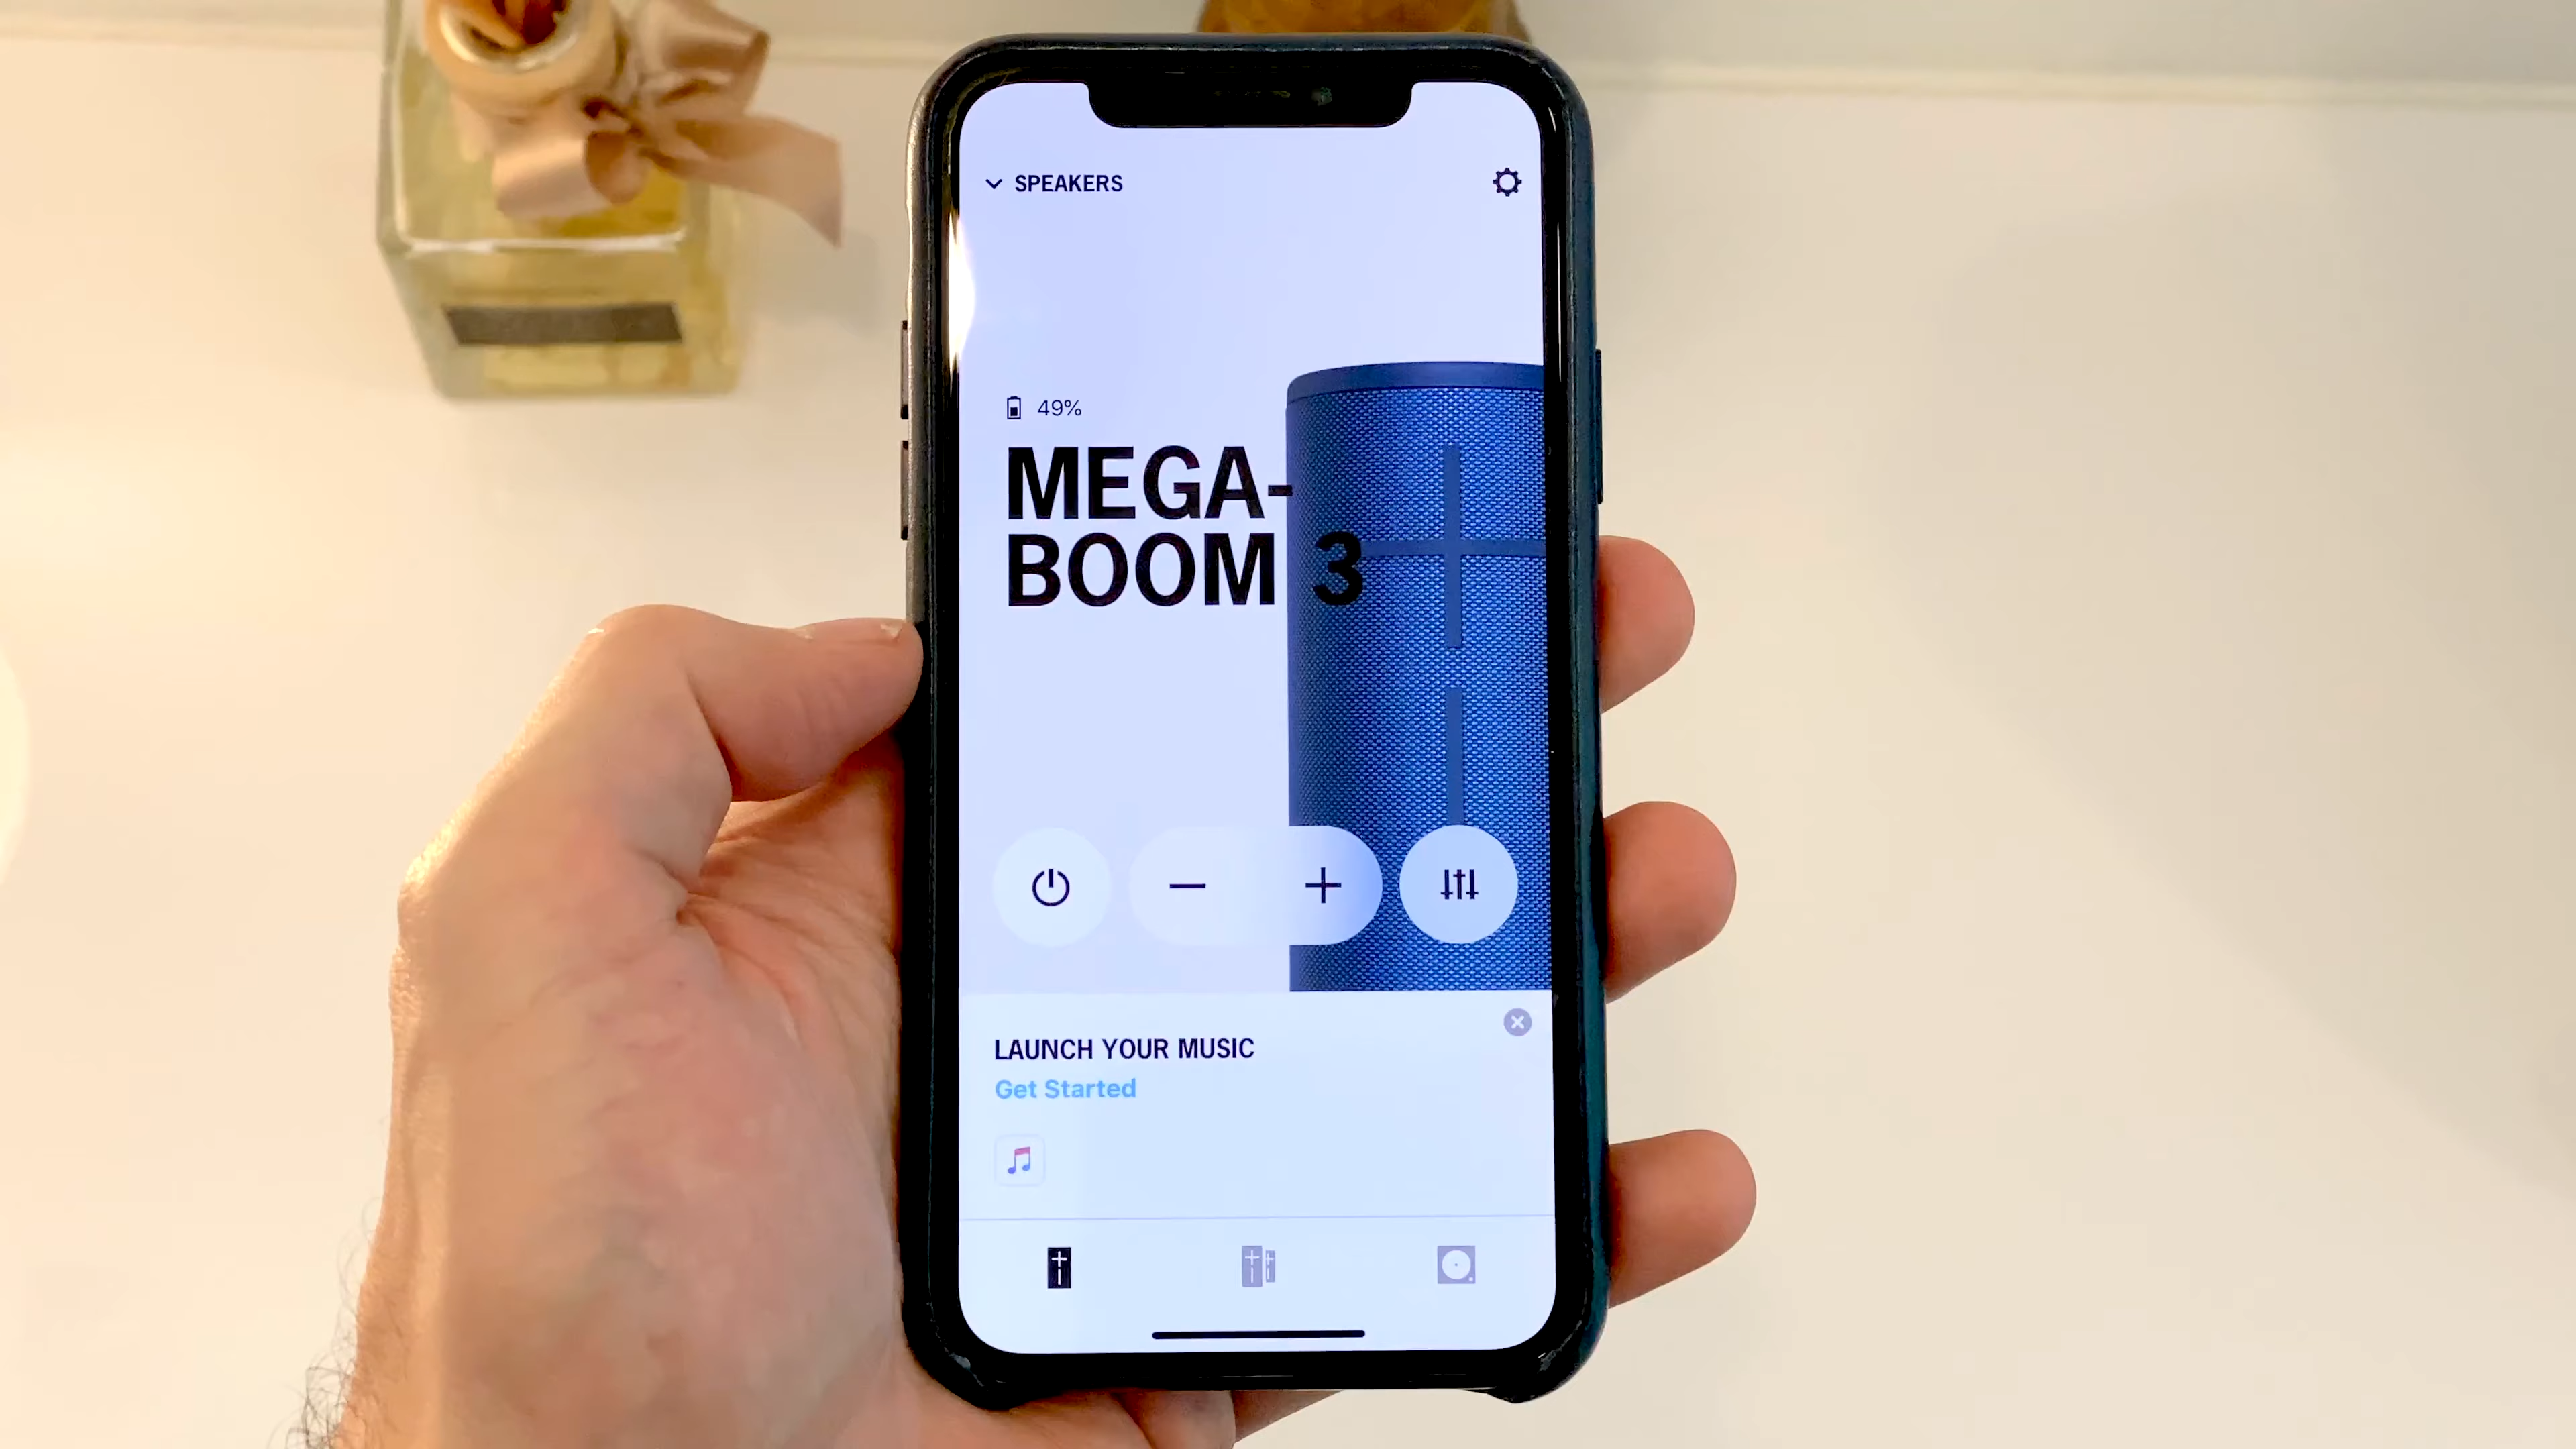 SPEAKERS
49%
MEGA-
BOOM 3
LAUNCH YOUR MUSIC
Get Started